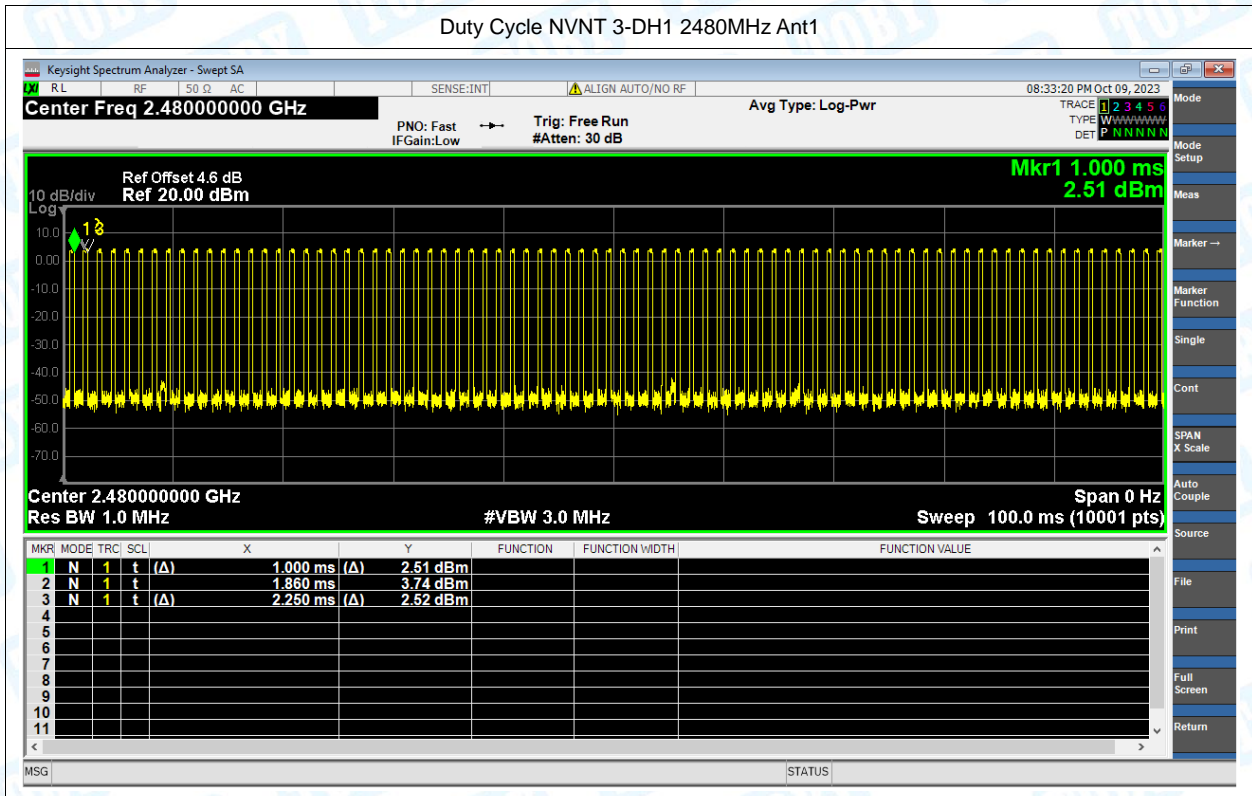 Duty Cycle NVNT 3-DH1 2480MHz Ant1
Keysight Spectrum Analyzer - Swept SA
LXI RL RF 50 Ω AC SENSE:INT ALIGN AUTO/NO RF 08:33:20 PM Oct 09, 2023
Center Freq 2.480000000 GHz Avg Type: Log-Pwr TRACE 1 2 3 4 5 6
TYPE WWWWWWW
PNO: Fast Trig: Free Run
IFGain:Low #Atten: 30 dB DET P N N N N N
Mkr1 1.000 ms
2.51 dBm
Ref Offset 4.6 dB
10 dB/div Ref 20.00 dBm
Log
10.0
0.00
-10.0
-20.0
-30.0
-40.0
-50.0
-60.0
-70.0
1
3
Center 2.480000000 GHz Span 0 Hz
Res BW 1.0 MHz #VBW 3.0 MHz Sweep 100.0 ms (10001 pts)
MKR MODE TRC SCL X Y FUNCTION FUNCTION WIDTH FUNCTION VALUE
1 N 1 t (Δ) 1.000 ms (Δ) 2.51 dBm
2 N 1 t 1.860 ms 3.74 dBm
3 N 1 t (Δ) 2.250 ms (Δ) 2.52 dBm
4
5
6
7
8
9
10
11
MSG STATUS
Mode
Mode
Setup
Meas
Marker →
Marker
Function
Single
Cont
SPAN
X Scale
Auto
Couple
Source
File
Print
Full
Screen
Return
TOBY